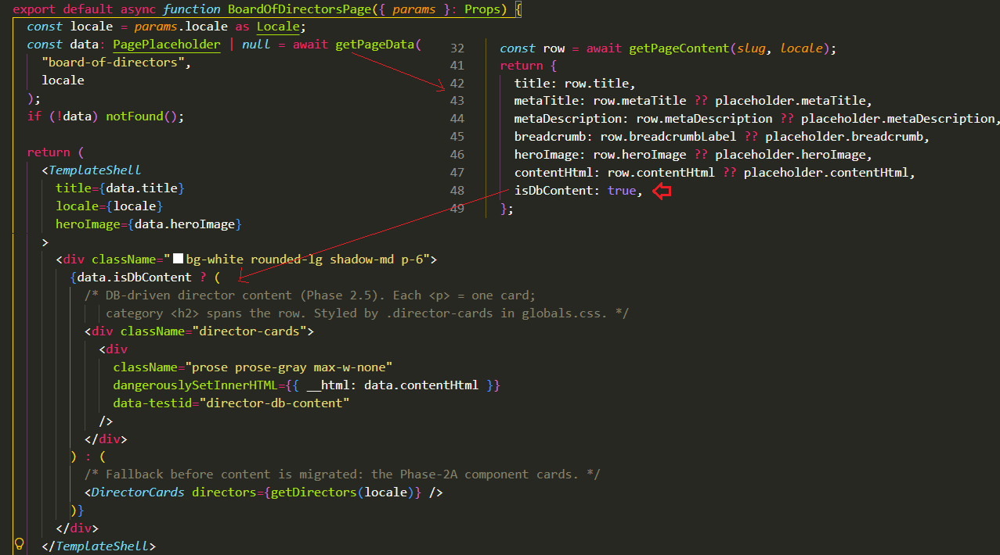 export default async function BoardOfDirectorsPage({ params }: Props) {
  const locale = params.locale as Locale;
  const data: PagePlaceholder | null = await getPageData(
    "board-of-directors",
    locale
  );
  if (!data) notFound();

  return (
    <TemplateShell
      title={data.title}
      locale={locale}
      heroImage={data.heroImage}
    >
      <div className="bg-white rounded-lg shadow-md p-6">
        {data.isDbContent ? (
          /* DB-driven director content (Phase 2.5). Each <p> = one card;
             category <h2> spans the row. Styled by .director-cards in globals.css. */
          <div className="director-cards">
            <div
              className="prose prose-gray max-w-none"
              dangerouslySetInnerHTML={{ __html: data.contentHtml }}
              data-testid="director-db-content"
            />
          </div>
        ) : (
          /* Fallback before content is migrated: the Phase-2A component cards. */
          <DirectorCards directors={getDirectors(locale)} />
        )}
      </div>
    </TemplateShell>
32 const row = await getPageContent(slug, locale);
41 return {
42   title: row.title,
43   metaTitle: row.metaTitle ?? placeholder.metaTitle,
44   metaDescription: row.metaDescription ?? placeholder.metaDescription,
45   breadcrumb: row.breadcrumbLabel ?? placeholder.breadcrumb,
46   heroImage: row.heroImage ?? placeholder.heroImage,
47   contentHtml: row.contentHtml ?? placeholder.contentHtml,
48   isDbContent: true,
49 };